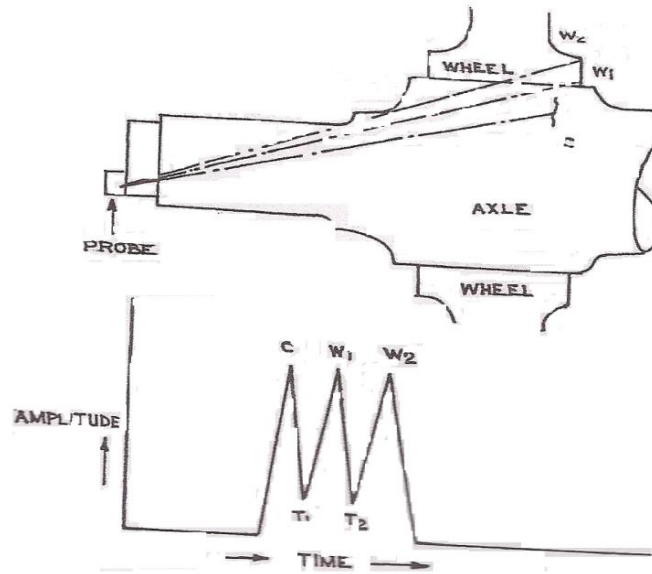 W2
WHEEL
W1
C
AXLE
PROBE
WHEEL
C W1 W2
AMPLITUDE
T1 T2
TIME